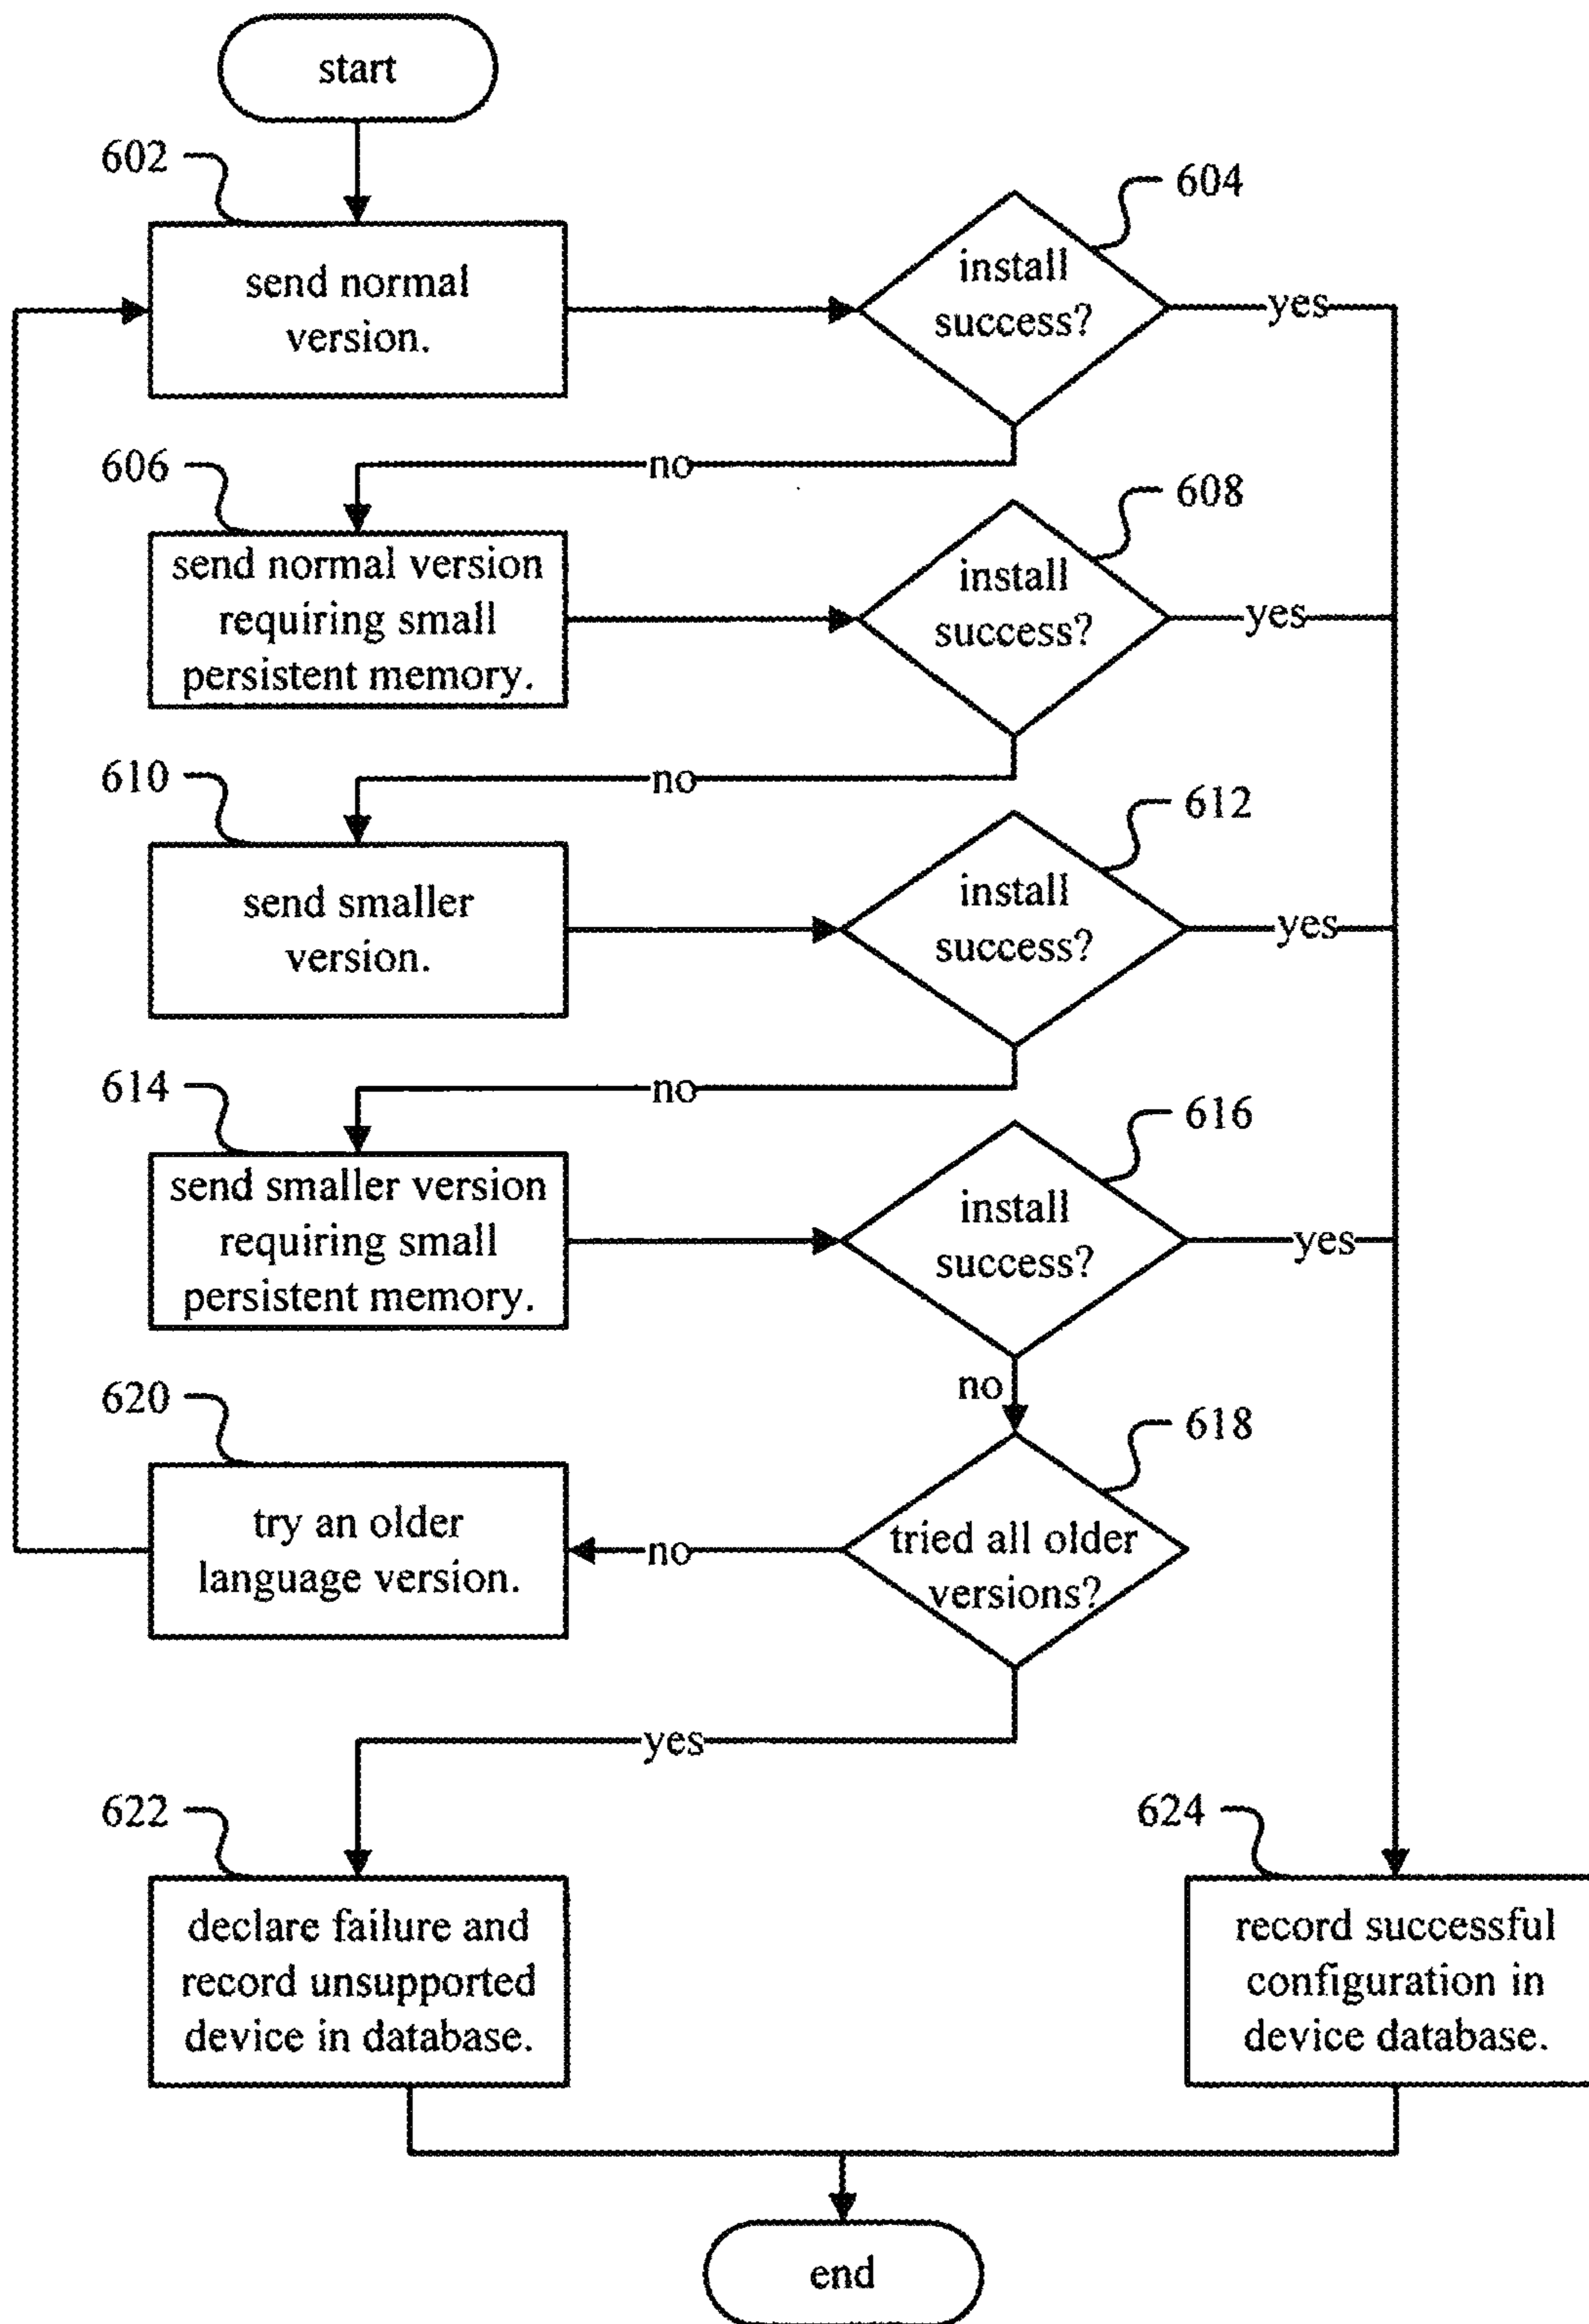 start
602
send normal
version.
604
install
success?
yes
no
606
send normal version
requiring small
persistent memory.
608
install
success?
yes
no
610
send smaller
version.
612
install
success?
yes
no
614
send smaller version
requiring small
persistent memory.
616
install
success?
yes
no
620
try an older
language version.
no
618
tried all older
versions?
yes
622
declare failure and
record unsupported
device in database.
624
record successful
configuration in
device database.
end